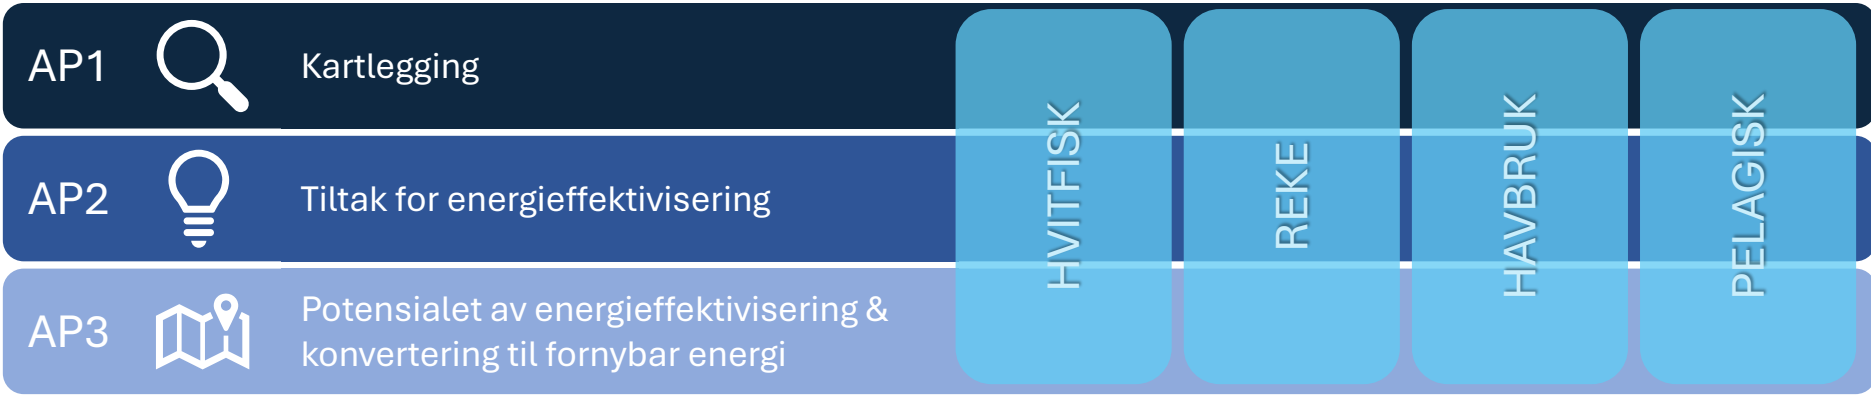 AP1
Kartlegging
AP2
Tiltak for energieffektivisering
AP3
Potensialet av energieffektivisering &
konvertering til fornybar energi
HVITFISK
REKE
HAVBRUK
PELAGISK